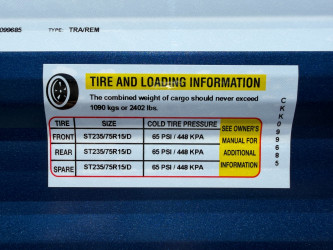 099685 TYPE: TRA/REM
TIRE AND LOADING INFORMATION
The combined weight of cargo should never exceed
1090 kgs or 2402 lbs.
TIRE SIZE COLD TIRE PRESSURE SEE OWNER'S MANUAL FOR ADDITIONAL INFORMATION
FRONT ST235/75R15/D 65 PSI / 448 KPA
REAR ST235/75R15/D 65 PSI / 448 KPA
SPARE ST235/75R15/D 65 PSI / 448 KPA
CKK099685